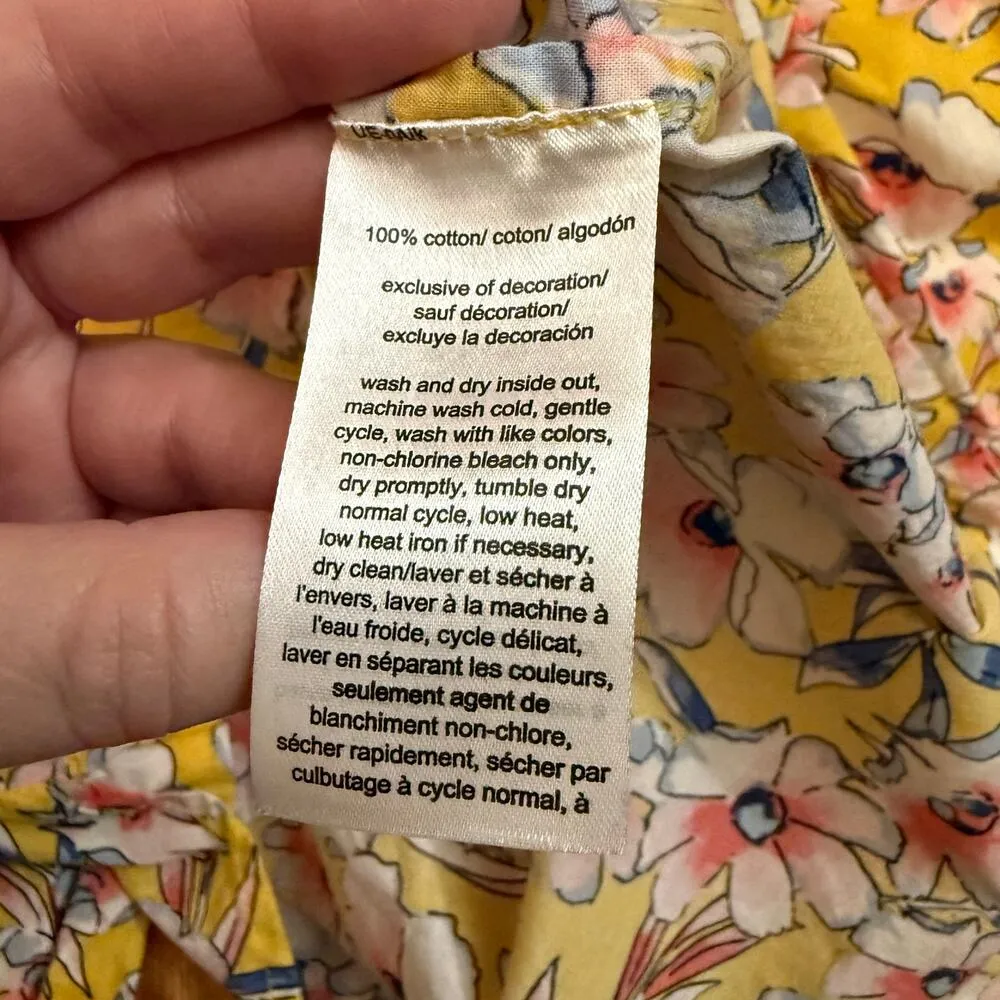 100% cotton/ coton/ algodón
exclusive of decoration/
sauf décoration/
excluye la decoración
wash and dry inside out,
machine wash cold, gentle
cycle, wash with like colors,
non-chlorine bleach only,
dry promptly, tumble dry
normal cycle, low heat,
low heat iron if necessary,
dry clean/laver et sécher à
l'envers, laver à la machine à
l'eau froide, cycle délicat,
laver en séparant les couleurs,
seulement agent de
blanchiment non-chlore,
sécher rapidement, sécher par
culbutage à cycle normal, à